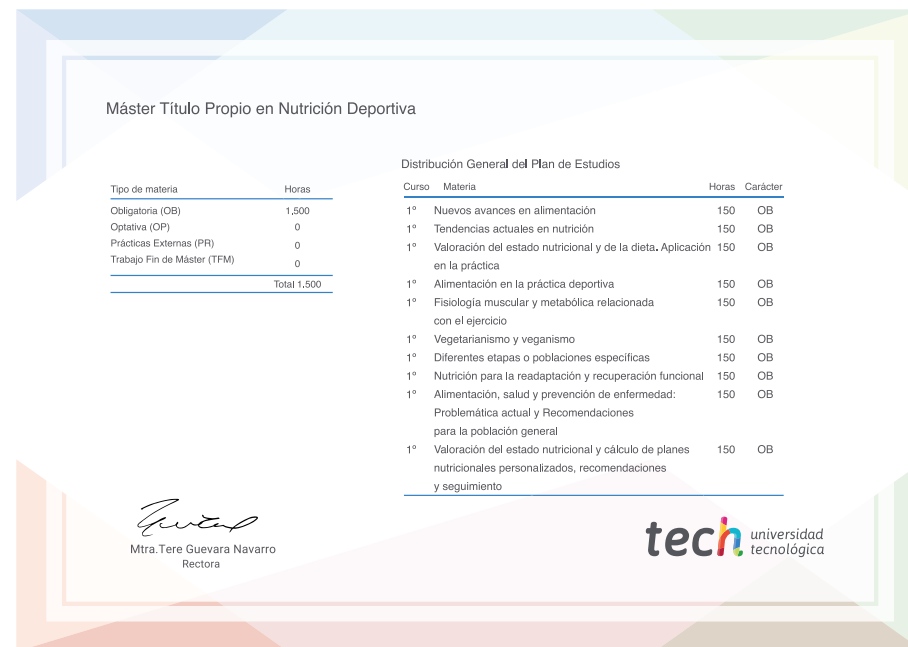 Máster Título Propio en Nutrición Deportiva
Tipo de materia Horas
Obligatoria (OB) 1,500
Optativa (OP) 0
Prácticas Externas (PR) 0
Trabajo Fin de Máster (TFM) 0
Total 1.500
Distribución General del Plan de Estudios
Curso Materia Horas Carácter
1º Nuevos avances en alimentación 150 OB
1º Tendencias actuales en nutrición 150 OB
1º Valoración del estado nutricional y de la dieta. Aplicación 150 OB
en la práctica
1º Alimentación en la práctica deportiva 150 OB
1º Fisiología muscular y metabólica relacionada 150 OB
con el ejercicio
1º Vegetarianismo y veganismo 150 OB
1º Diferentes etapas o poblaciones específicas 150 OB
1º Nutrición para la readaptación y recuperación funcional 150 OB
1º Alimentación, salud y prevención de enfermedad: 150 OB
Problemática actual y Recomendaciones
para la población general
1º Valoración del estado nutricional y cálculo de planes 150 OB
nutricionales personalizados, recomendaciones
y seguimiento
Mtra.Tere Guevara Navarro
Rectora
tech universidad
tecnológica